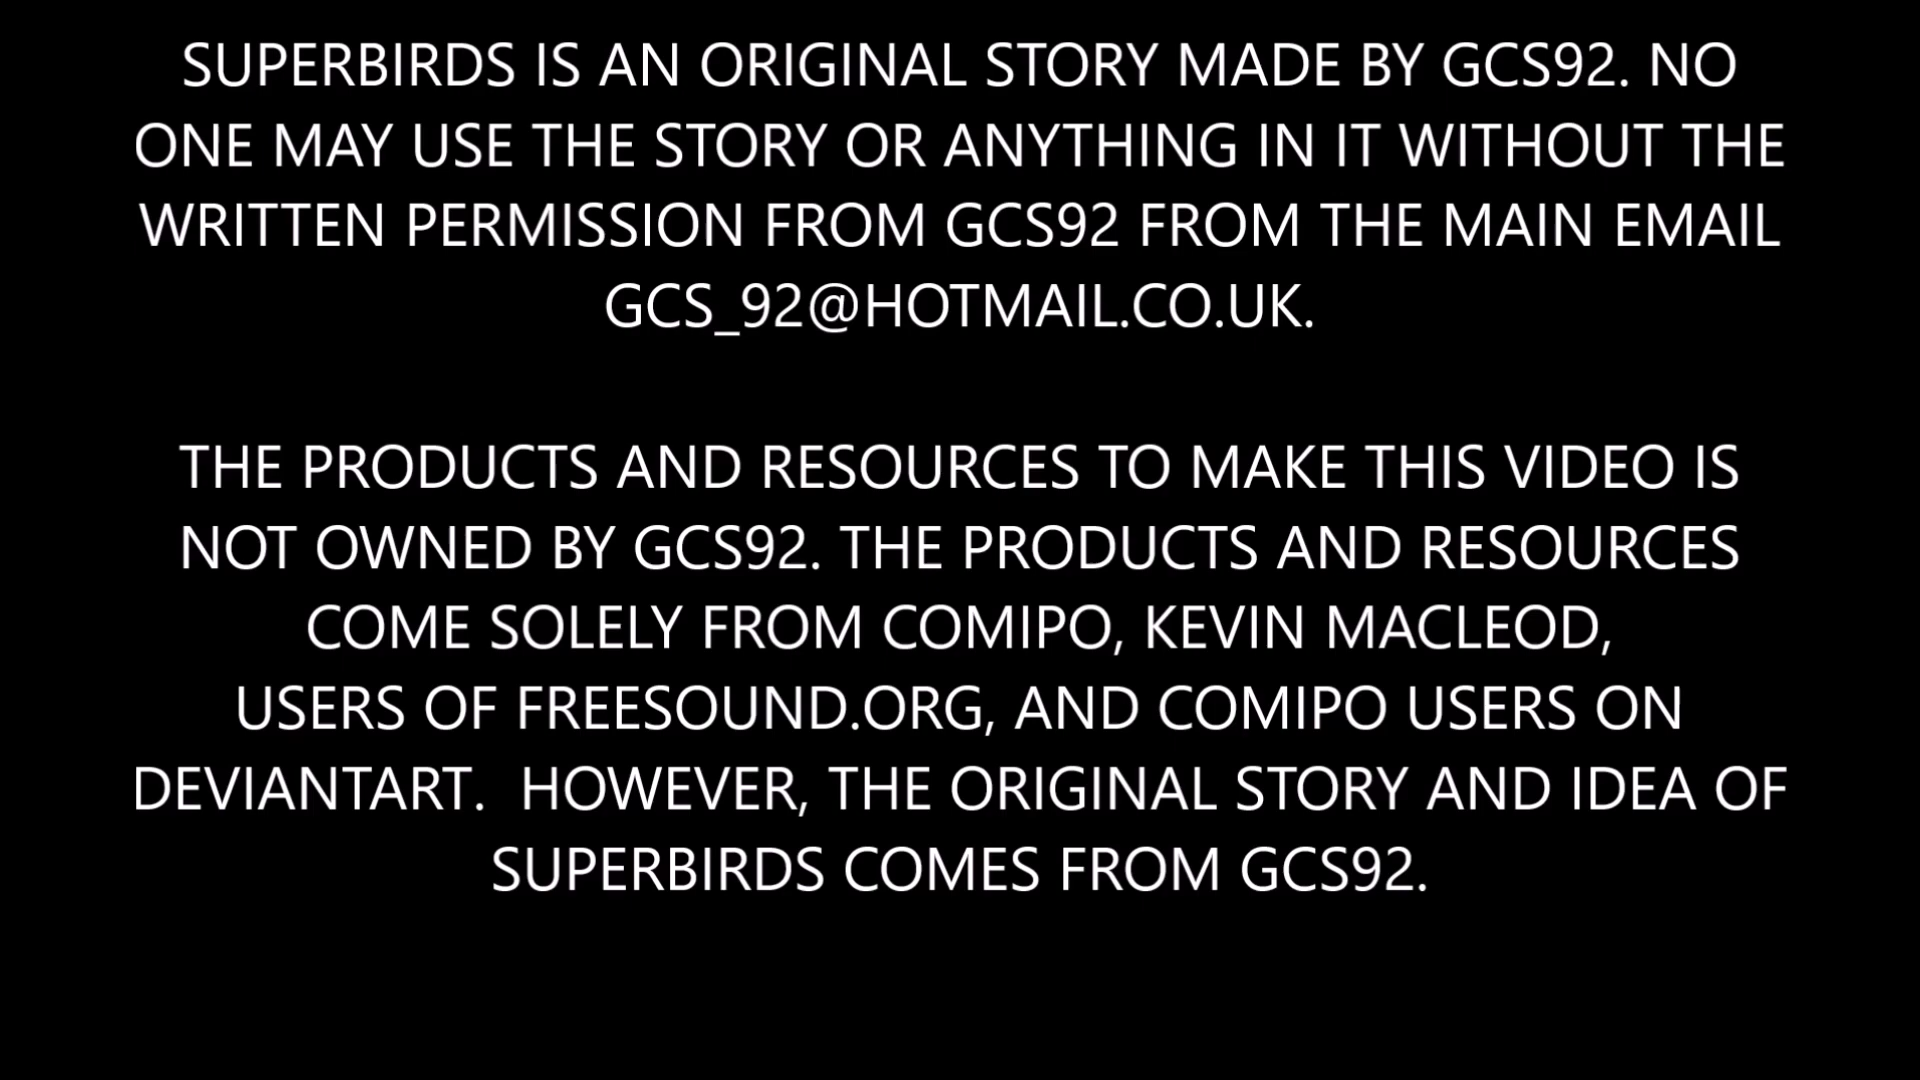 SUPERBIRDS IS AN ORIGINAL STORY MADE BY GCS92. NO
ONE MAY USE THE STORY OR ANYTHING IN IT WITHOUT THE
WRITTEN PERMISSION FROM GCS92 FROM THE MAIN EMAIL
GCS_92@HOTMAIL.CO.UK.
THE PRODUCTS AND RESOURCES TO MAKE THIS VIDEO IS
NOT OWNED BY GCS92. THE PRODUCTS AND RESOURCES
COME SOLELY FROM COMIPO, KEVIN MACLEOD,
USERS OF FREESOUND.ORG, AND COMIPO USERS ON
DEVIANTART.  HOWEVER, THE ORIGINAL STORY AND IDEA OF
SUPERBIRDS COMES FROM GCS92.